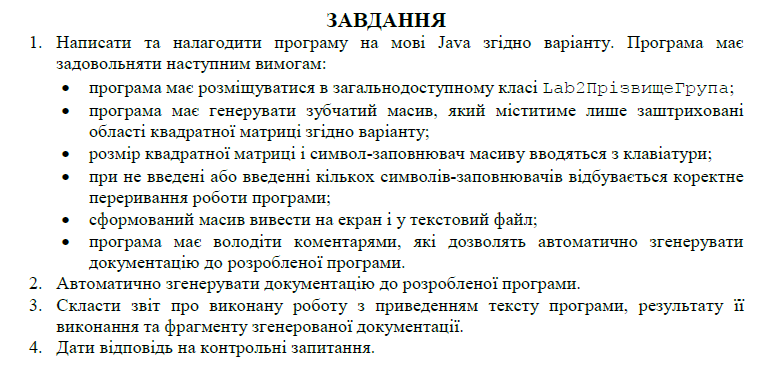 ЗАВДАННЯ
1. Написати та налагодити програму на мові Java згідно варіанту. Програма має
задовольняти наступним вимогам:
• програма має розміщуватися в загальнодоступному класі Lab2ПрізвищеГрупа;
• програма має генерувати зубчатий масив, який міститиме лише заштриховані
області квадратної матриці згідно варіанту;
• розмір квадратної матриці і символ-заповнювач масиву вводяться з клавіатури;
• при не введені або введенні кількох символів-заповнювачів відбувається коректне
переривання роботи програми;
• сформований масив вивести на екран і у текстовий файл;
• програма має володіти коментарями, які дозволять автоматично згенерувати
документацію до розробленої програми.
2. Автоматично згенерувати документацію до розробленої програми.
3. Скласти звіт про виконану роботу з приведенням тексту програми, результату її
виконання та фрагменту згенерованої документації.
4. Дати відповідь на контрольні запитання.